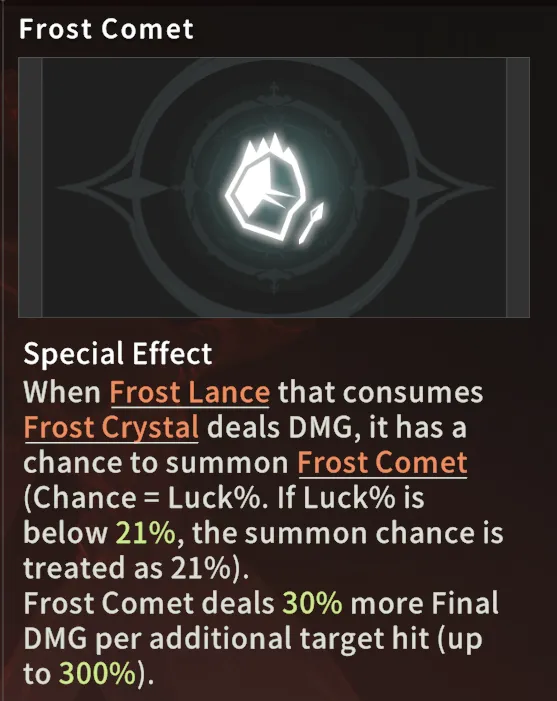 Frost Comet
Special Effect
When Frost Lance that consumes
Frost Crystal deals DMG, it has a
chance to summon Frost Comet
(Chance = Luck%. If Luck% is
below 21%, the summon chance is
treated as 21%).
Frost Comet deals 30% more Final
DMG per additional target hit (up
to 300%).